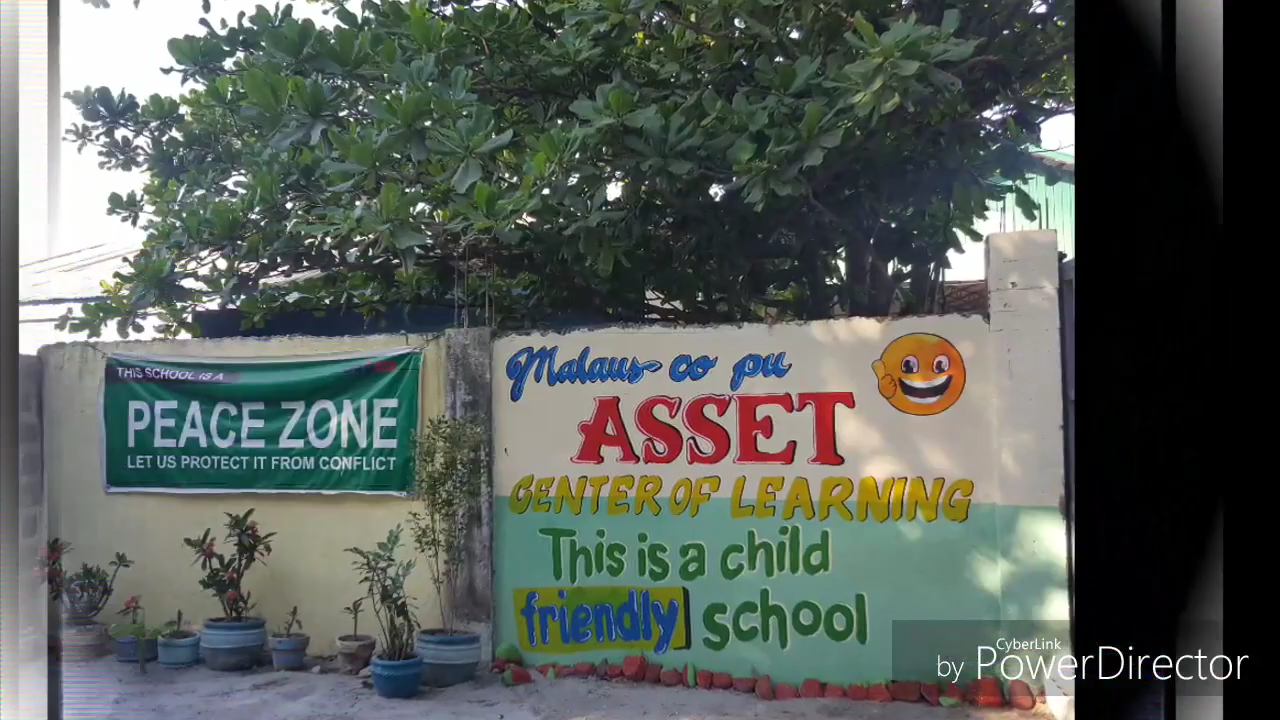 THIS SCHOOL IS A
PEACE ZONE
LET US PROTECT IT FROM CONFLICT
Malaus co pu
ASSET
CENTER OF LEARNING
This is a child
friendly school
CyberLink
by PowerDirector